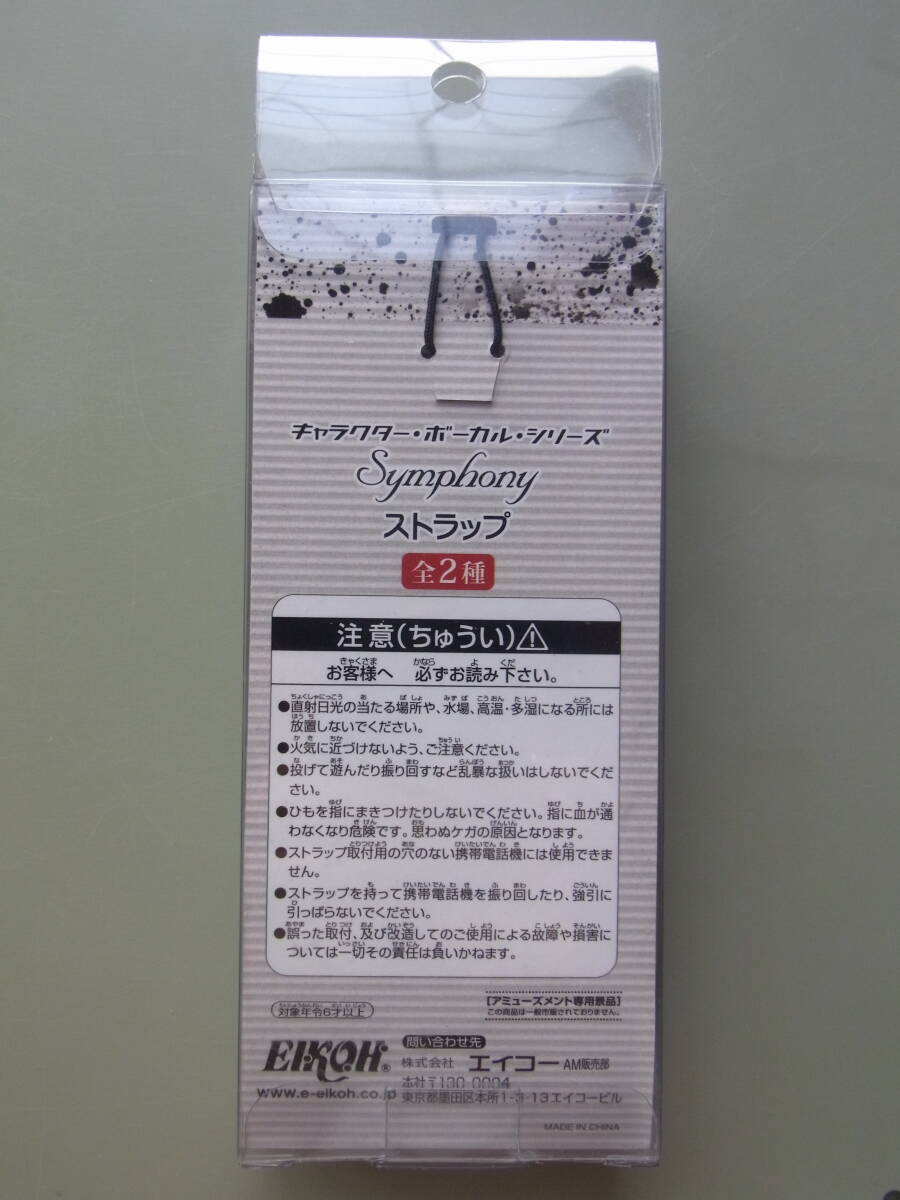 キャラクター・ボーカル・シリーズ
Symphony
ストラップ
全2種
注意(ちゅうい)⚠
お客様へ 必ずお読み下さい。
●直射日光の当たる場所や、水場、高温・多湿になる所には
放置しないでください。
●火気に近づけないよう、ご注意ください。
●投げて遊んだり振り回すなど乱暴な扱いはしないでくだ
さい。
●ひもを指にまきつけたりしないでください。指に血が通
わなくなり危険です。思わぬケガの原因となります。
●ストラップ取付用の穴のない携帯電話機には使用できま
せん。
●ストラップを持って携帯電話機を振り回したり、強引に
引っぱらないでください。
●誤った取付、及び改造してのご使用による故障や損害に
ついては一切その責任は負いかねます。
対象年令6才以上
[アミューズメント専用景品]
この商品は一般市販されておりません。
EIKOH®
www.e-eikoh.co.jp
問い合わせ先
株式会社 エイコー AM販売部
本社〒130-0004
東京都墨田区本所1-3-13エイコービル
MADE IN CHINA